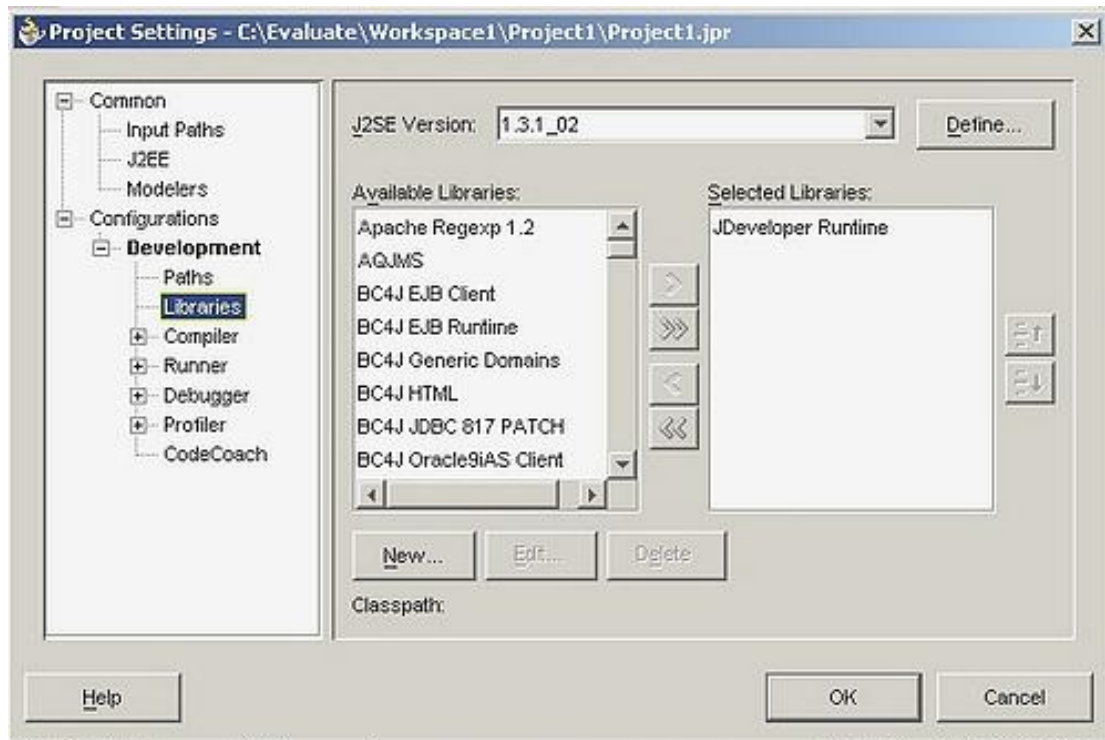 Project Settings - C:\Evaluate\Workspace1\Project1\Project1.jpr
Common
Input Paths
J2EE
Modelers
Configurations
Development
Paths
Libraries
Compiler
Runner
Debugger
Profiler
CodeCoach
J2SE Version: 1.3.1_02 Define...
Available Libraries:
Apache Regexp 1.2
AQJMS
BC4J EJB Client
BC4J EJB Runtime
BC4J Generic Domains
BC4J HTML
BC4J JDBC 817 PATCH
BC4J Oracle9iAS Client
Selected Libraries:
JDeveloper Runtime
New... Edit... Delete
Classpath:
Help OK Cancel